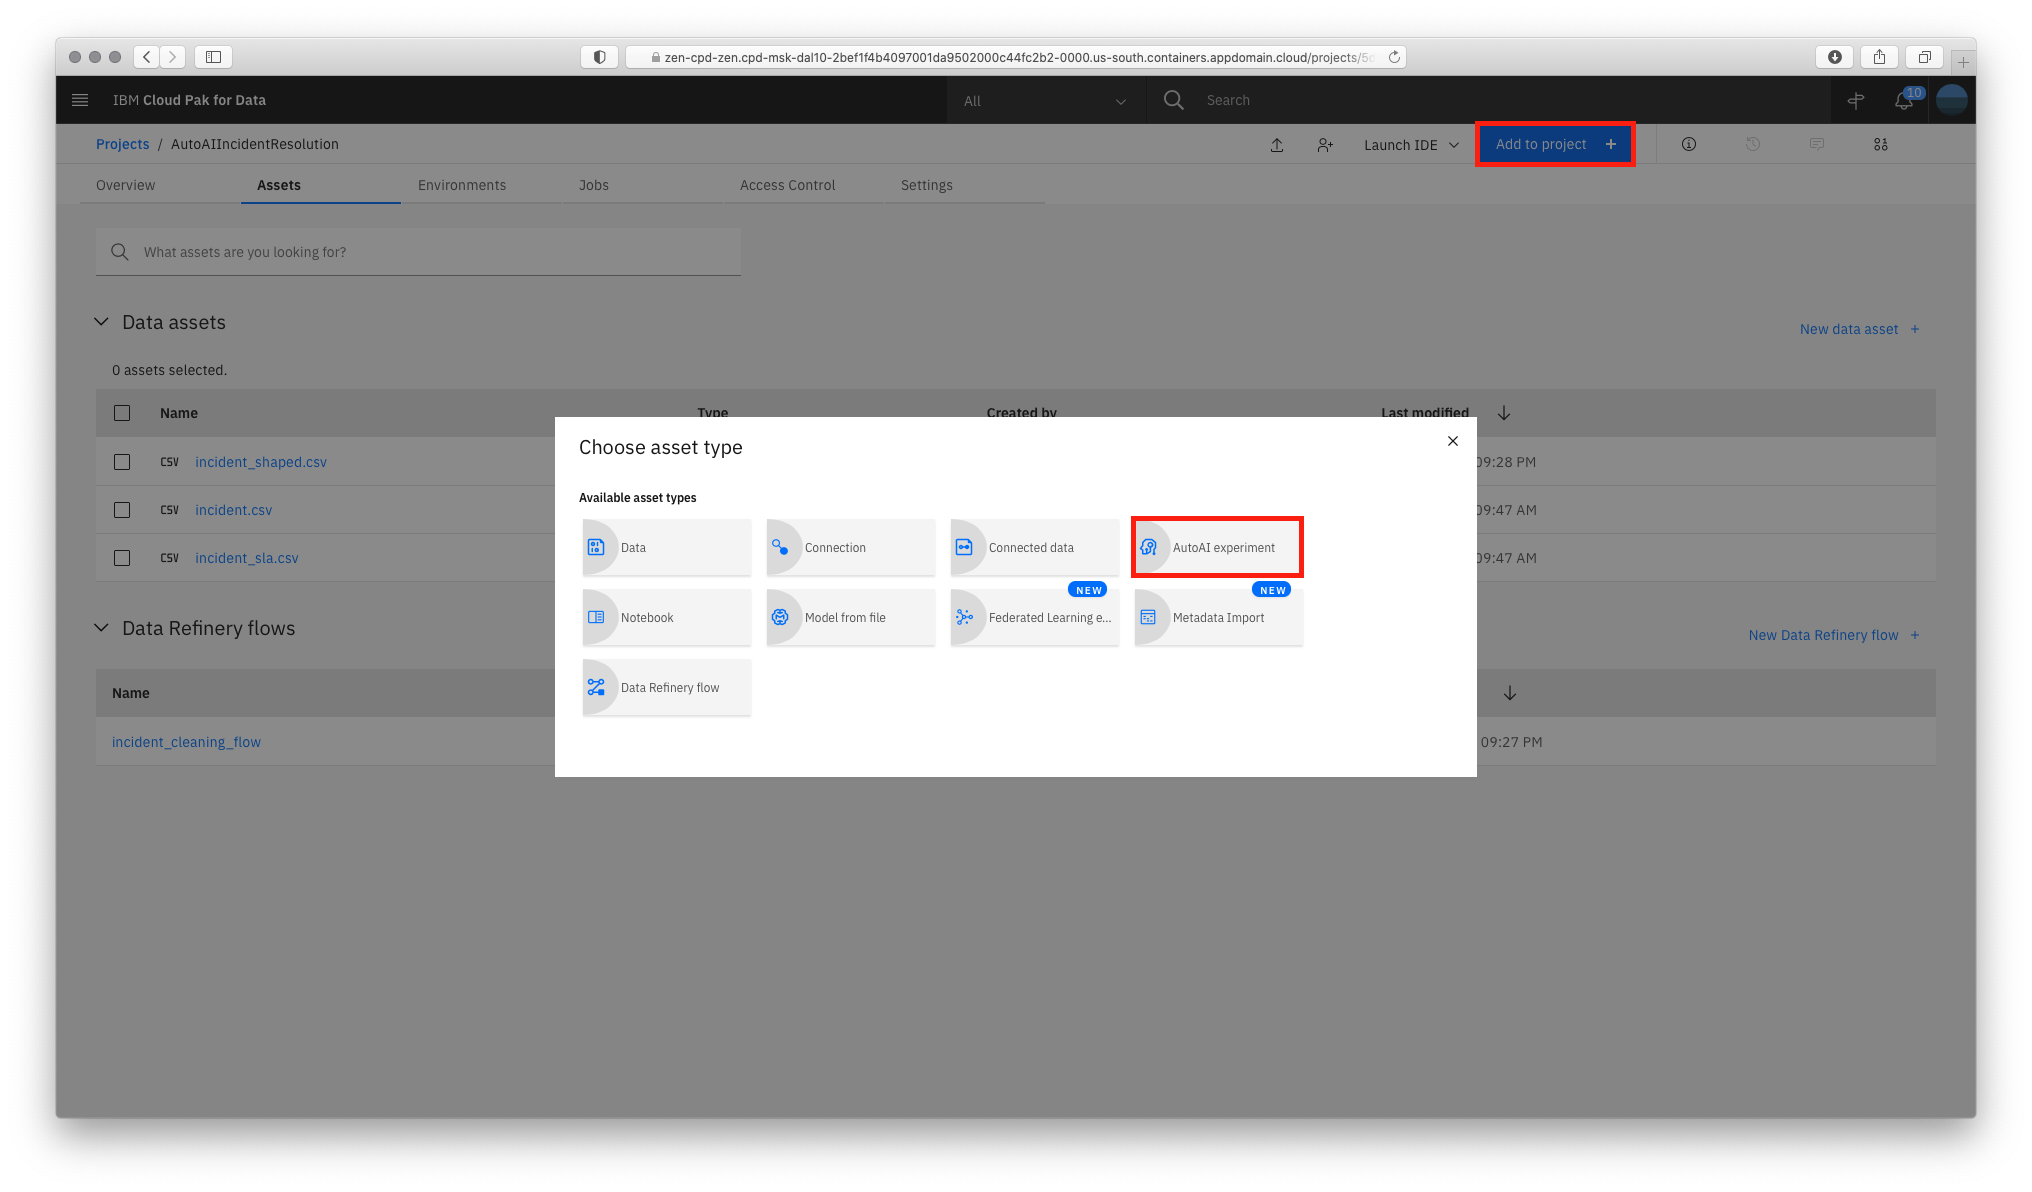 zen-cpd-zen.cpd-msk-dal10-2bef1f4b4097001da9502000c44fc2b2-0000.us-south.containers.appdomain.cloud/projects/5
IBM Cloud Pak for Data
All
Search
10
Projects / AutoAIIncidentResolution
Launch IDE
Add to project +
Overview
Assets
Environments
Jobs
Access Control
Settings
What assets are you looking for?
Data assets
New data asset +
0 assets selected.
Name
Type
Created by
Last modified
CSV incident_shaped.csv
09:28 PM
CSV incident.csv
09:47 AM
CSV incident_sla.csv
09:47 AM
Choose asset type
Available asset types
Data
Connection
Connected data
AutoAI experiment
Notebook
Model from file
NEW
Federated Learning e...
NEW
Metadata Import
Data Refinery flow
Data Refinery flows
New Data Refinery flow +
Name
incident_cleaning_flow
09:27 PM